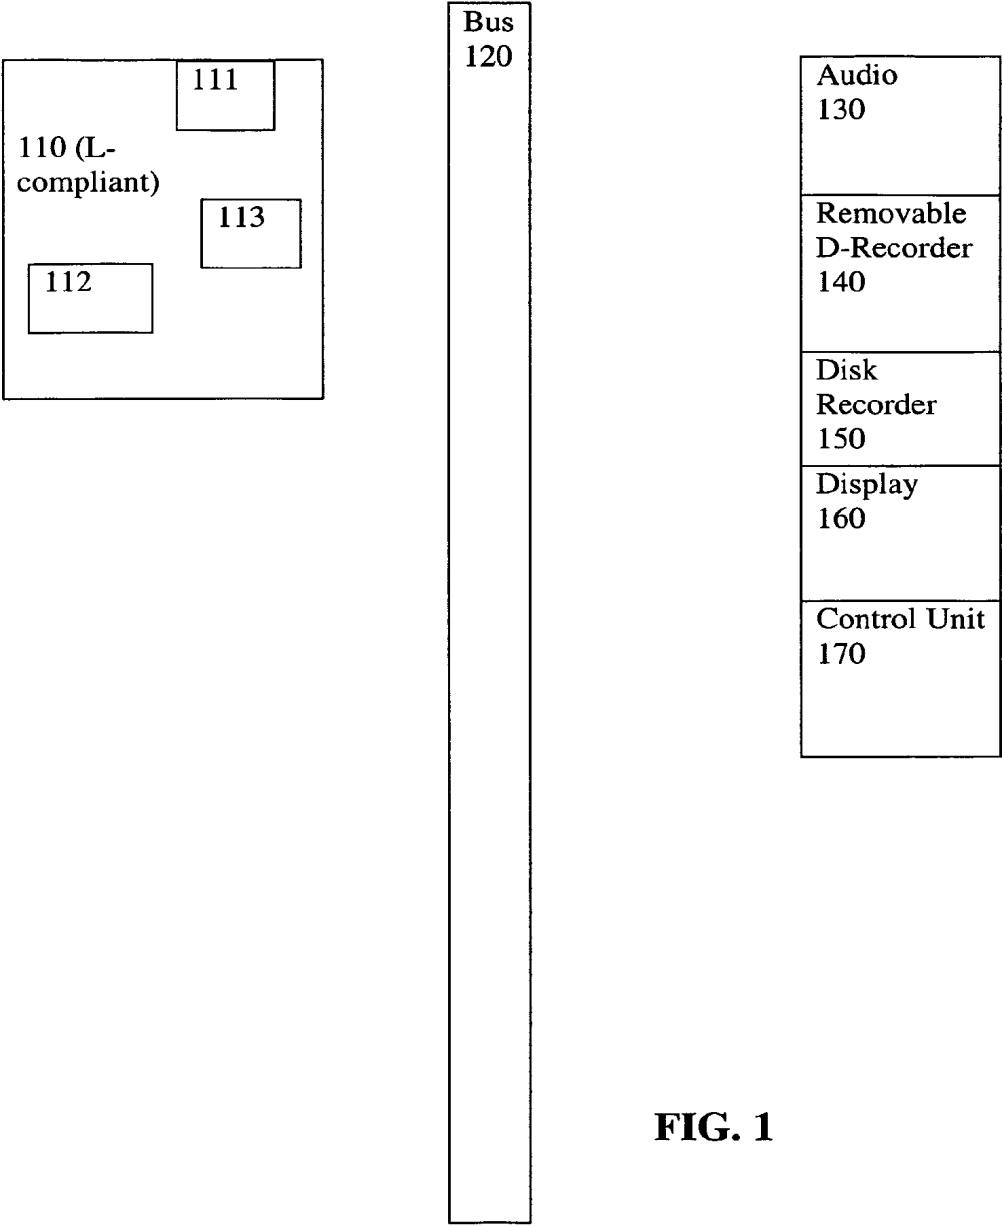 Bus
120
111
110 (L-
compliant)
113
112
Audio
130
Removable
D-Recorder
140
Disk
Recorder
150
Display
160
Control Unit
170
FIG. 1